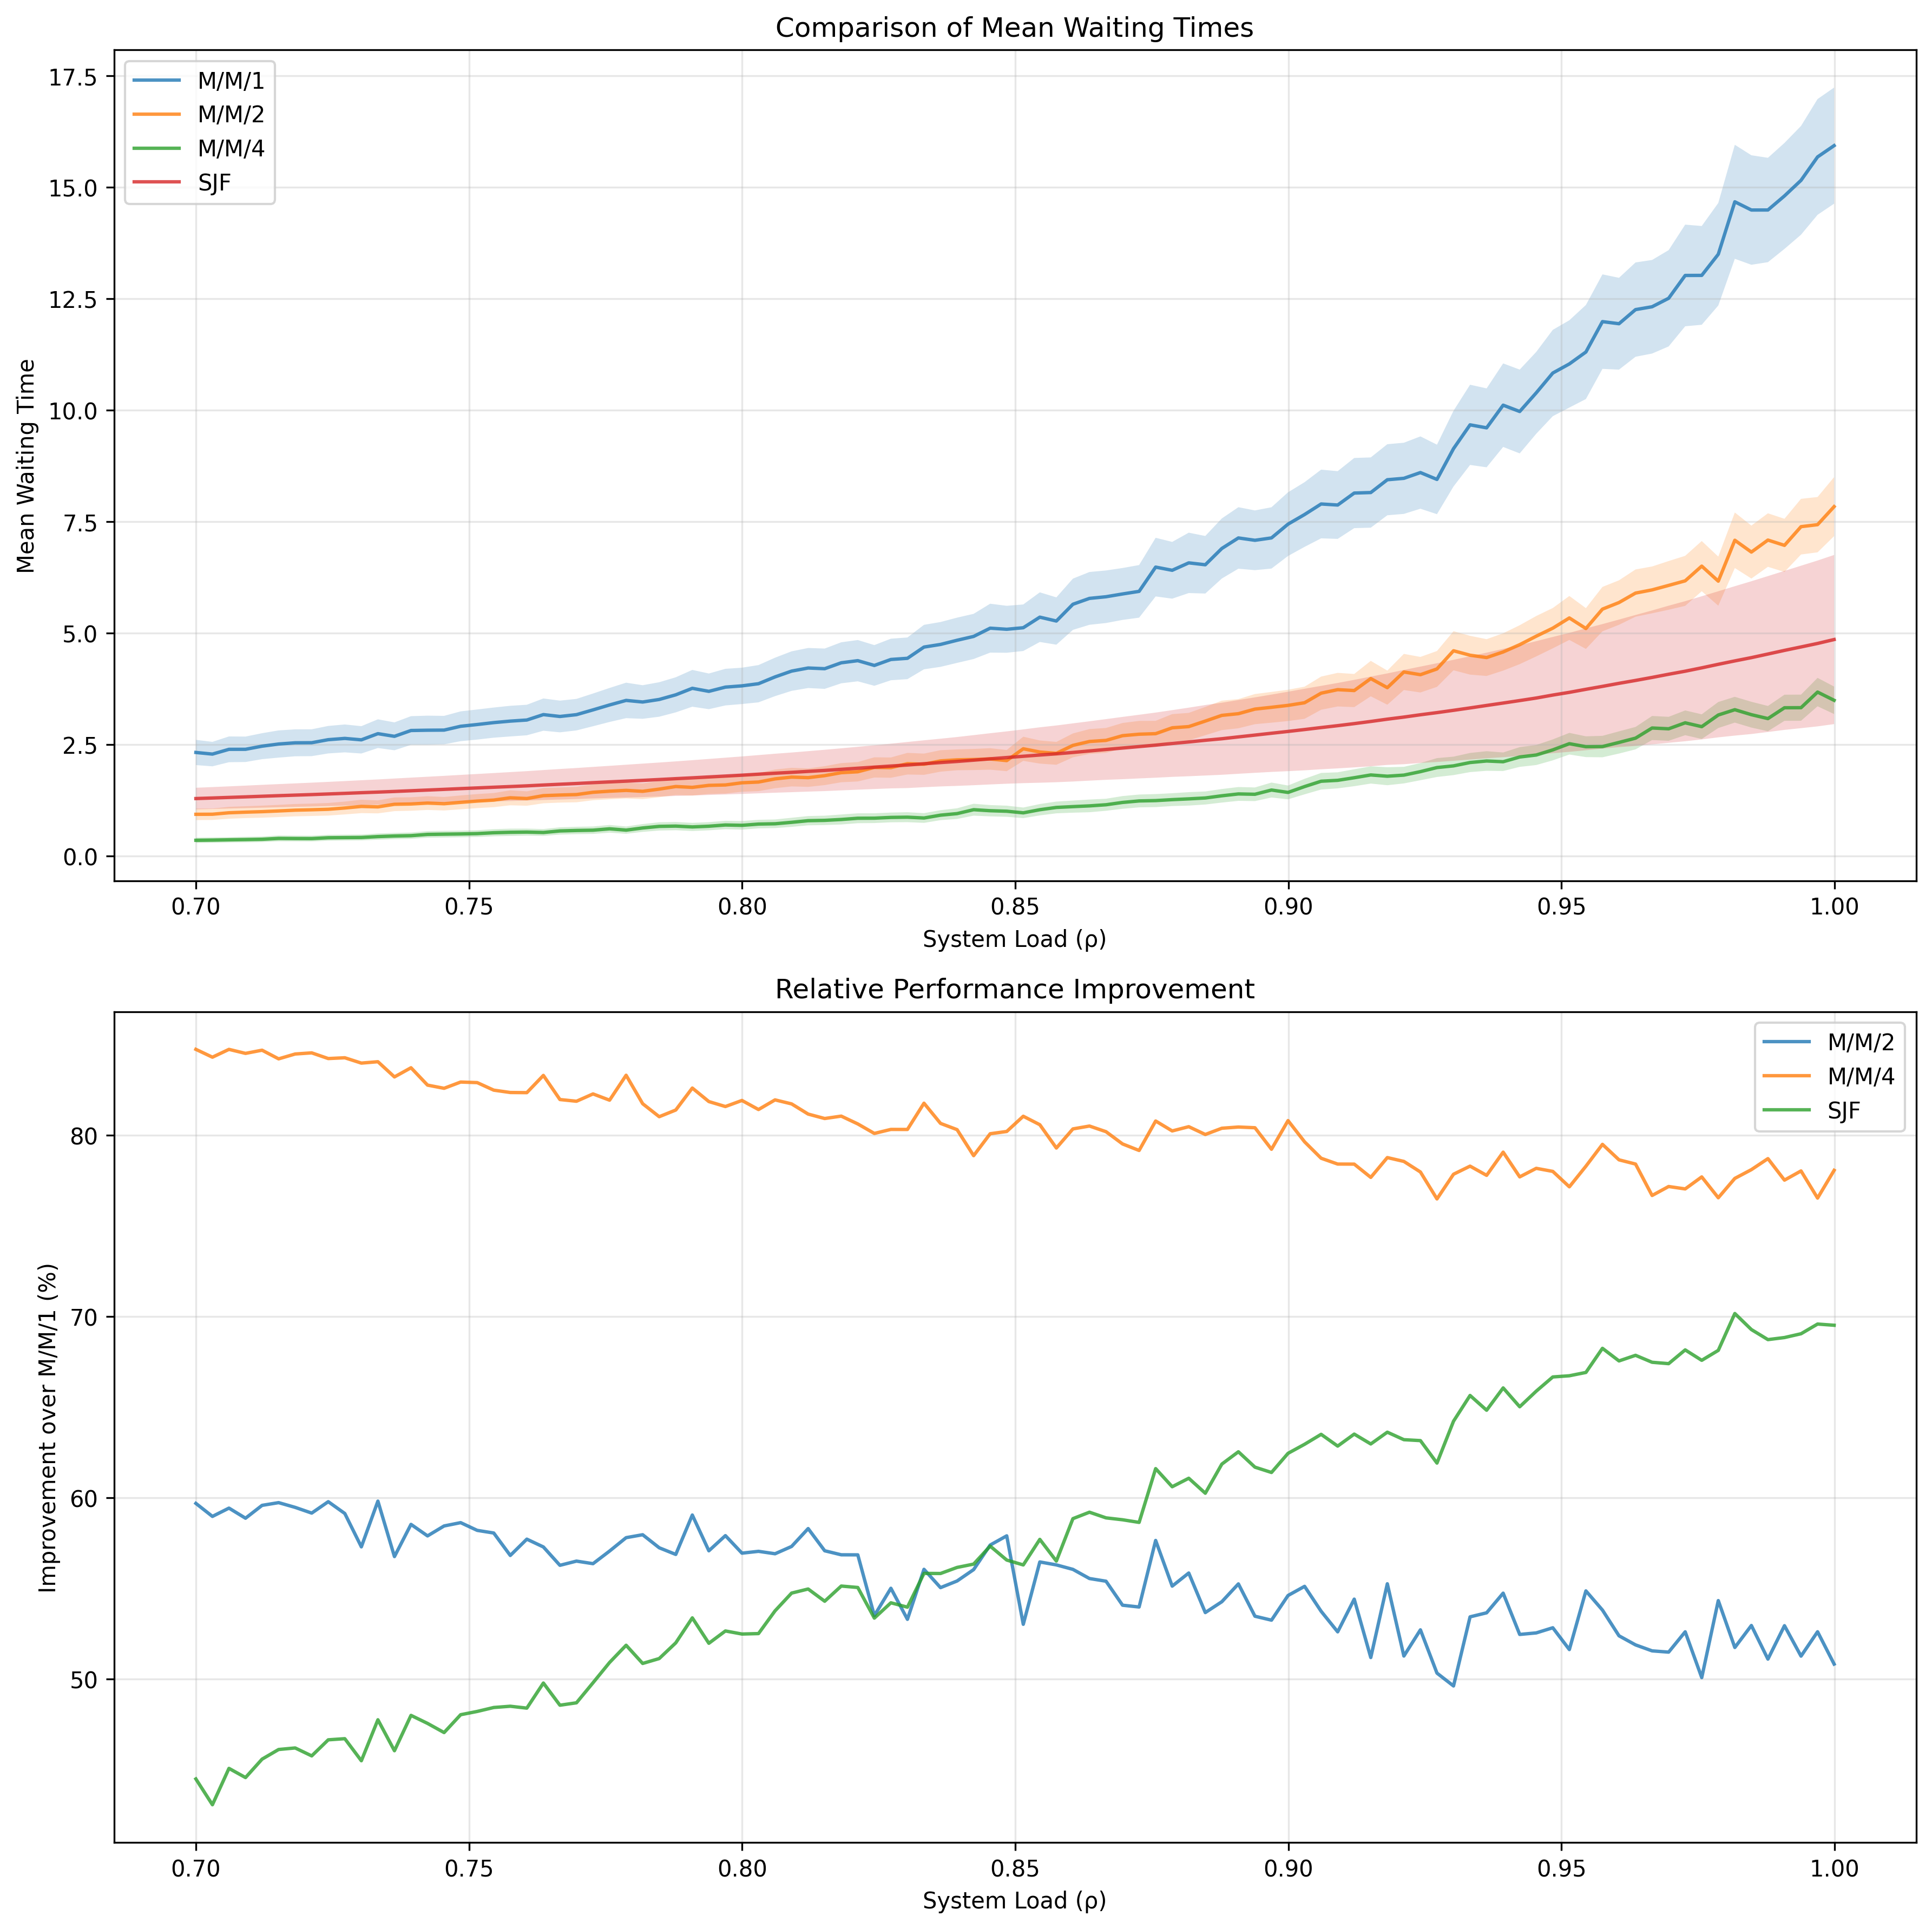 Comparison of Mean Waiting Times
M/M/1
M/M/2
M/M/4
SJF
Mean Waiting Time
17.5
15.0
12.5
10.0
7.5
5.0
2.5
0.0
0.70 0.75 0.80 0.85 0.90 0.95 1.00
System Load (ρ)
Relative Performance Improvement
M/M/2
M/M/4
SJF
Improvement over M/M/1 (%)
80
70
60
50
0.70 0.75 0.80 0.85 0.90 0.95 1.00
System Load (ρ)